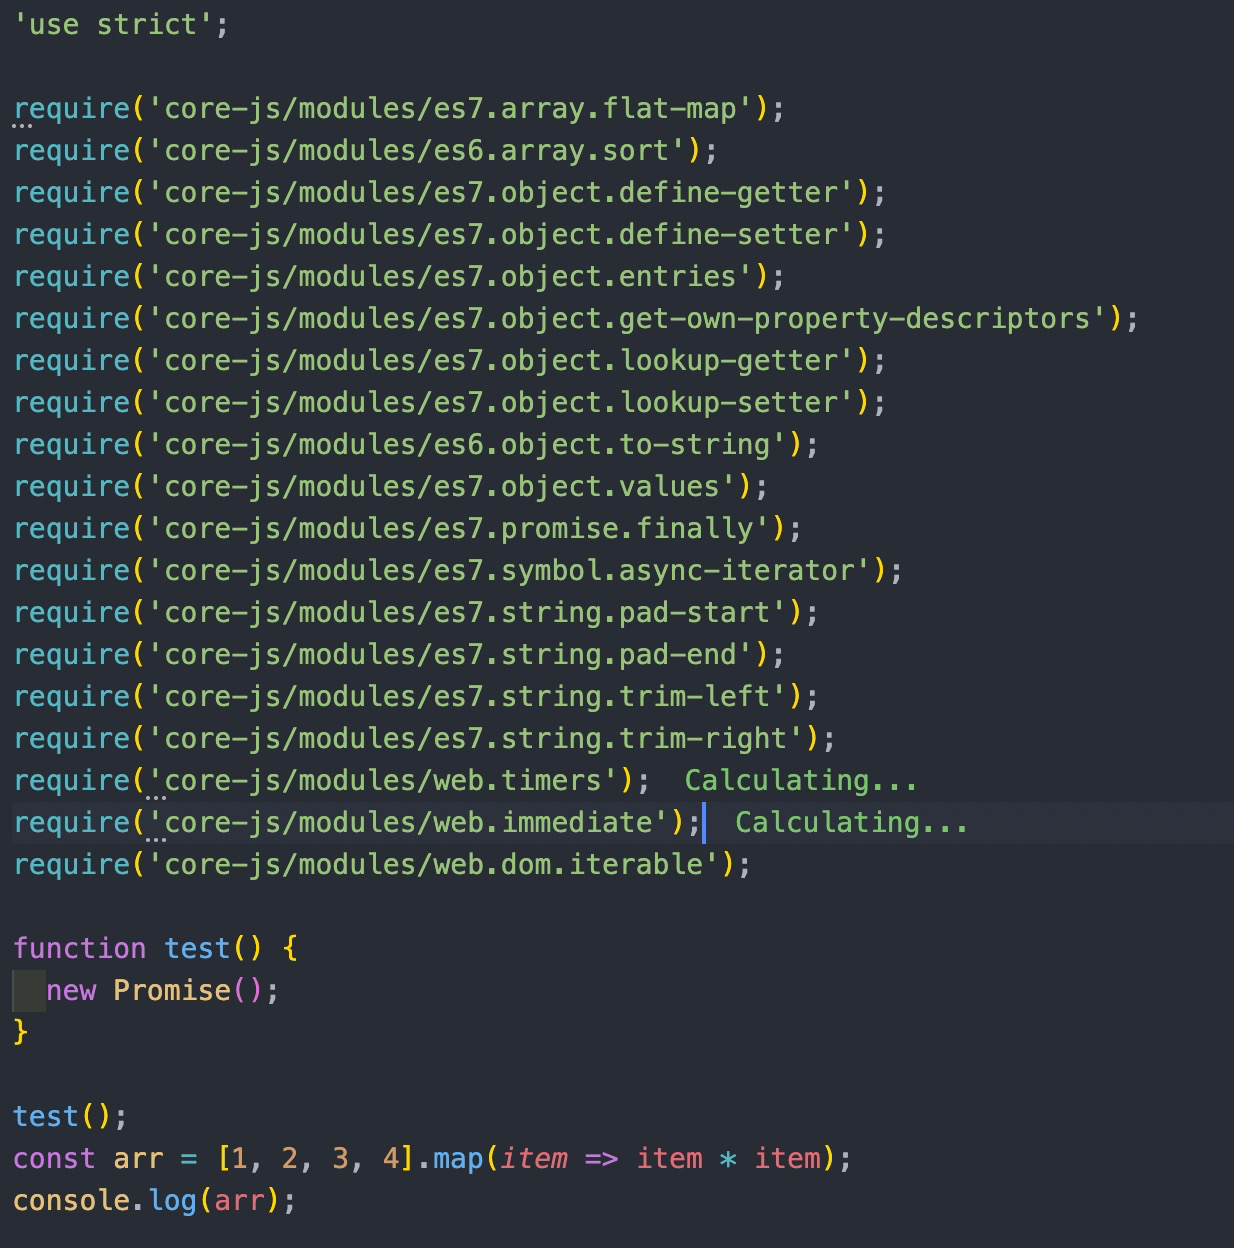 'use strict';
require('core-js/modules/es7.array.flat-map');
require('core-js/modules/es6.array.sort');
require('core-js/modules/es7.object.define-getter');
require('core-js/modules/es7.object.define-setter');
require('core-js/modules/es7.object.entries');
require('core-js/modules/es7.object.get-own-property-descriptors');
require('core-js/modules/es7.object.lookup-getter');
require('core-js/modules/es7.object.lookup-setter');
require('core-js/modules/es6.object.to-string');
require('core-js/modules/es7.object.values');
require('core-js/modules/es7.promise.finally');
require('core-js/modules/es7.symbol.async-iterator');
require('core-js/modules/es7.string.pad-start');
require('core-js/modules/es7.string.pad-end');
require('core-js/modules/es7.string.trim-left');
require('core-js/modules/es7.string.trim-right');
require('core-js/modules/web.timers');  Calculating...
require('core-js/modules/web.immediate');  Calculating...
require('core-js/modules/web.dom.iterable');
function test() {
  new Promise();
}
test();
const arr = [1, 2, 3, 4].map(item => item * item);
console.log(arr);